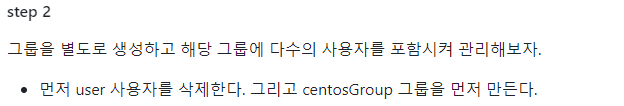 step 2
그룹을 별도로 생성하고 해당 그룹에 다수의 사용자를 포함시켜 관리해보자.
• 먼저 user 사용자를 삭제한다. 그리고 centosGroup 그룹을 먼저 만든다.